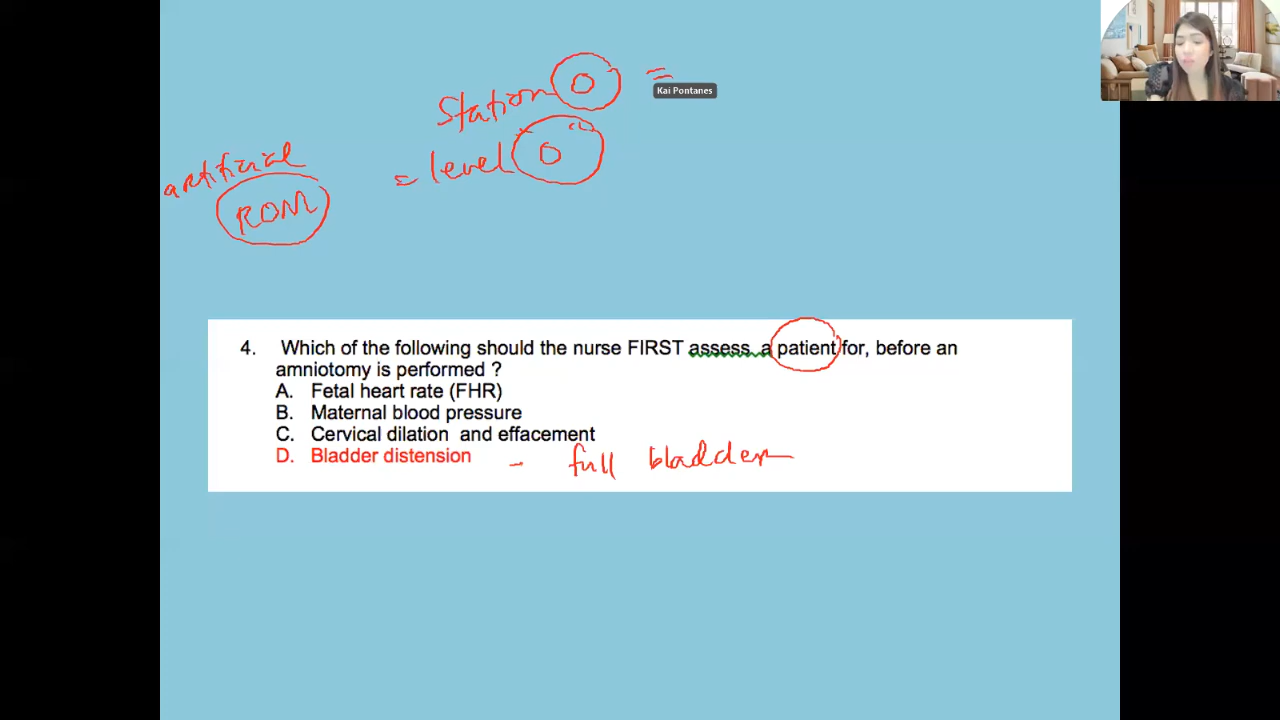 Station 0 =
Kai Pontanes
= level 0
artificial
ROM
4. Which of the following should the nurse FIRST assess a patient for, before an
amniotomy is performed ?
A. Fetal heart rate (FHR)
B. Maternal blood pressure
C. Cervical dilation and effacement
D. Bladder distension - full bladder